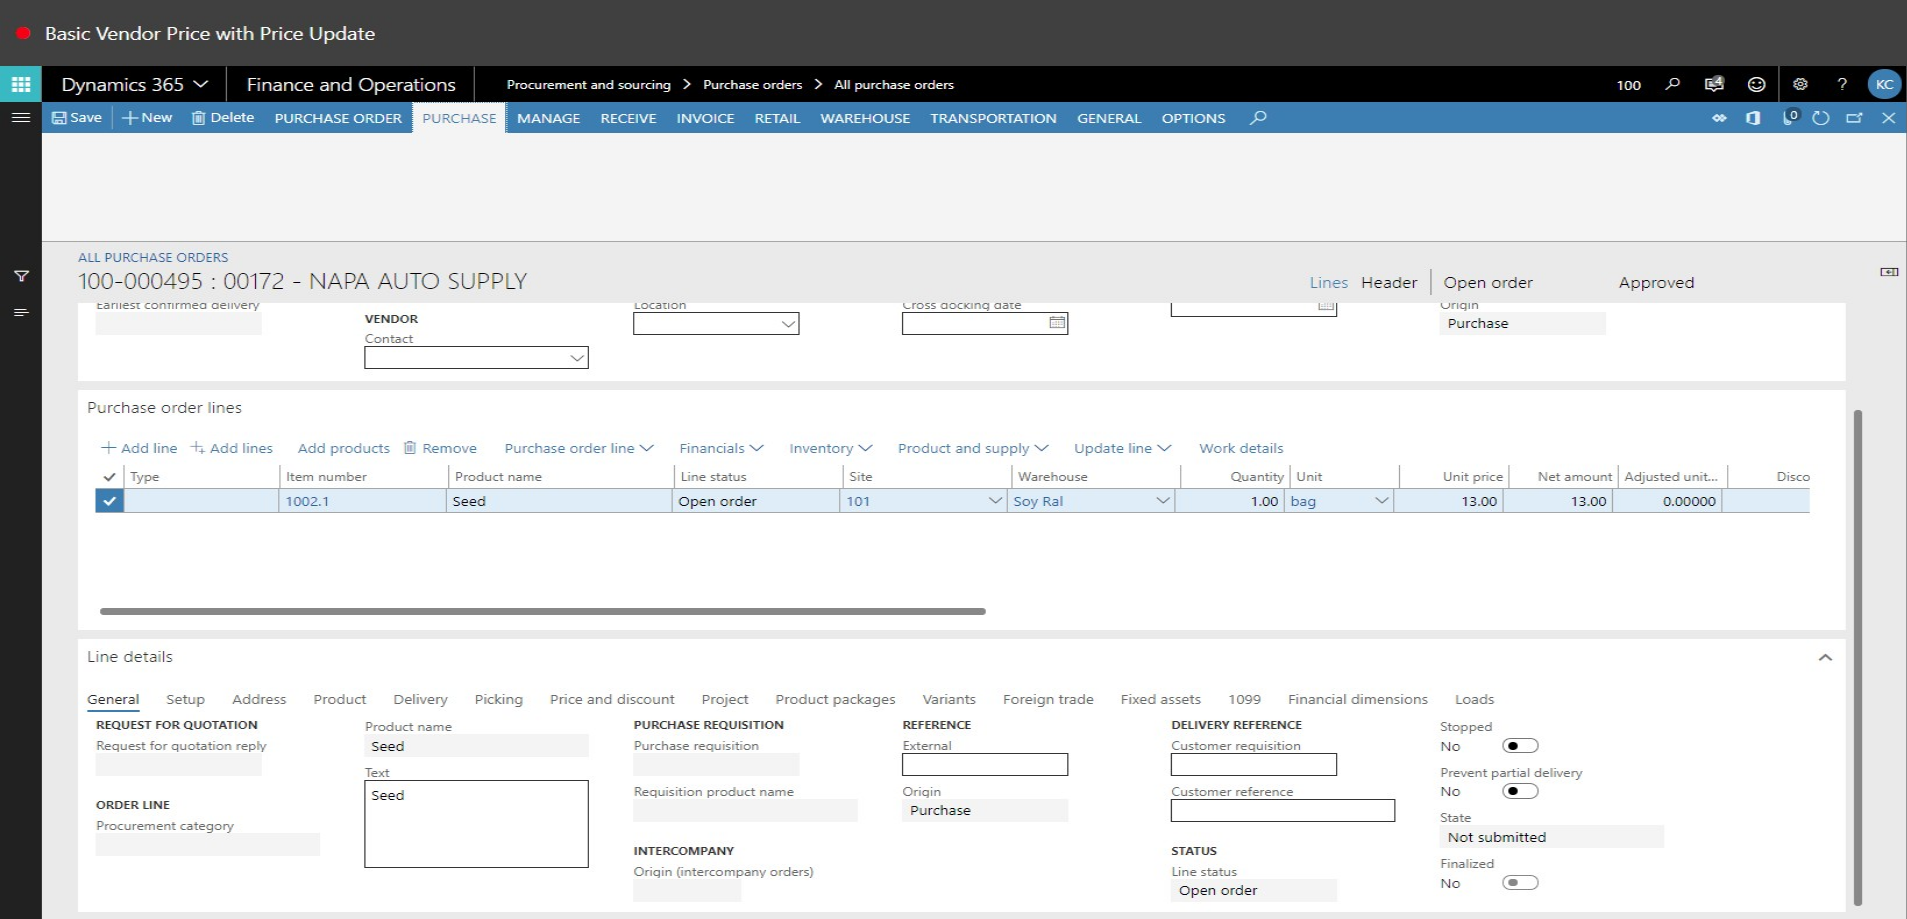 Basic Vendor Price with Price Update
Dynamics 365 Finance and Operations Procurement and sourcing > Purchase orders > All purchase orders 100 4 ? KC
Save + New Delete PURCHASE ORDER PURCHASE MANAGE RECEIVE INVOICE RETAIL WAREHOUSE TRANSPORTATION GENERAL OPTIONS 0
ALL PURCHASE ORDERS
100-000495 : 00172 - NAPA AUTO SUPPLY
Lines Header Open order Approved
Earliest confirmed delivery Location Cross docking date Origin
VENDOR Purchase
Contact
Purchase order lines
+ Add line Add lines Add products Remove Purchase order line Financials Inventory Product and supply Update line Work details
Type Item number Product name Line status Site Warehouse Quantity Unit Unit price Net amount Adjusted unit... Disco
1002.1 Seed Open order 101 Soy Ral 1.00 bag 13.00 13.00 0.00000
Line details
General Setup Address Product Delivery Picking Price and discount Project Product packages Variants Foreign trade Fixed assets 1099 Financial dimensions Loads
REQUEST FOR QUOTATION
Request for quotation reply
ORDER LINE
Procurement category
Product name
Seed
Text
Seed
PURCHASE REQUISITION
Purchase requisition
Requisition product name
INTERCOMPANY
Origin (intercompany orders)
REFERENCE
External
Origin
Purchase
DELIVERY REFERENCE
Customer requisition
Customer reference
STATUS
Line status
Open order
Stopped
No
Prevent partial delivery
No
State
Not submitted
Finalized
No